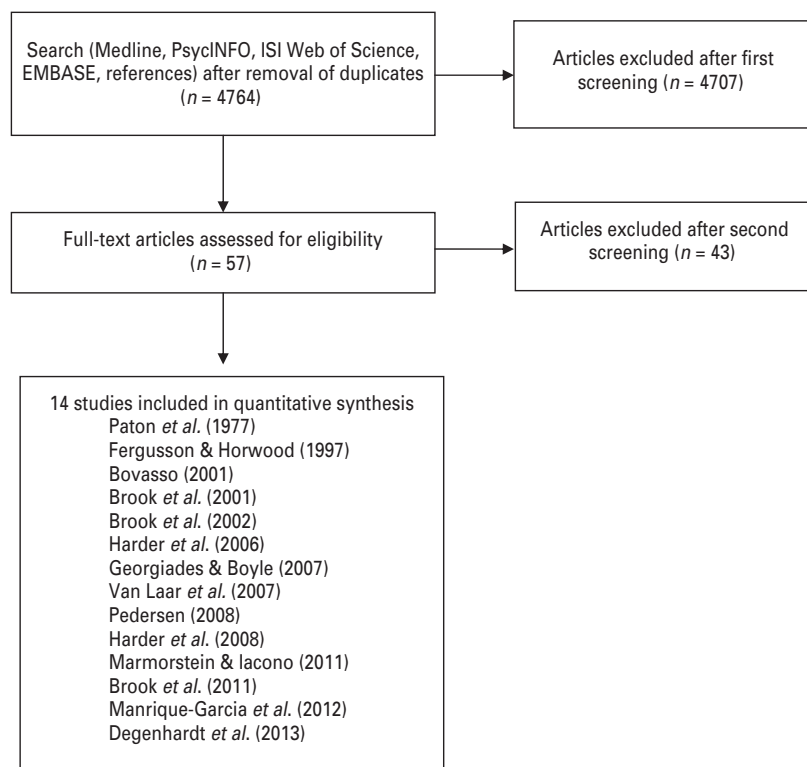 Search (Medline, PsycINFO, ISI Web of Science,
EMBASE, references) after removal of duplicates
(n = 4764)
Articles excluded after first
screening (n = 4707)
Full-text articles assessed for eligibility
(n = 57)
Articles excluded after second
screening (n = 43)
14 studies included in quantitative synthesis
Paton et al. (1977)
Fergusson & Horwood (1997)
Bovasso (2001)
Brook et al. (2001)
Brook et al. (2002)
Harder et al. (2006)
Georgiades & Boyle (2007)
Van Laar et al. (2007)
Pedersen (2008)
Harder et al. (2008)
Marmorstein & Iacono (2011)
Brook et al. (2011)
Manrique-Garcia et al. (2012)
Degenhardt et al. (2013)